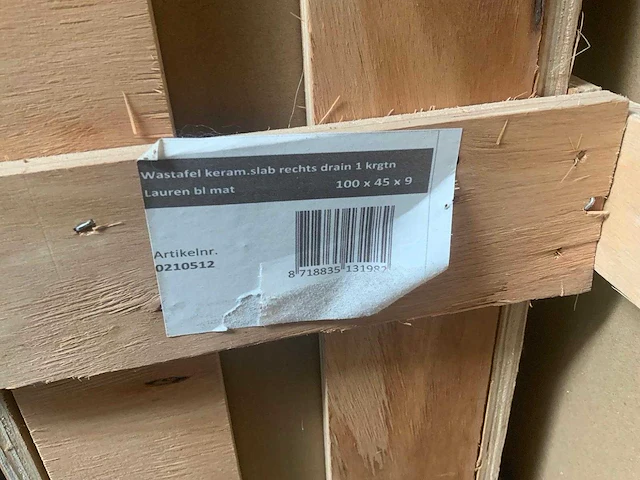 Wastafel keram.slab rechts drain 1 krgtn
Lauren bl mat 100 x 45 x 9
Artikelnr.
0210512
8 718835 131982